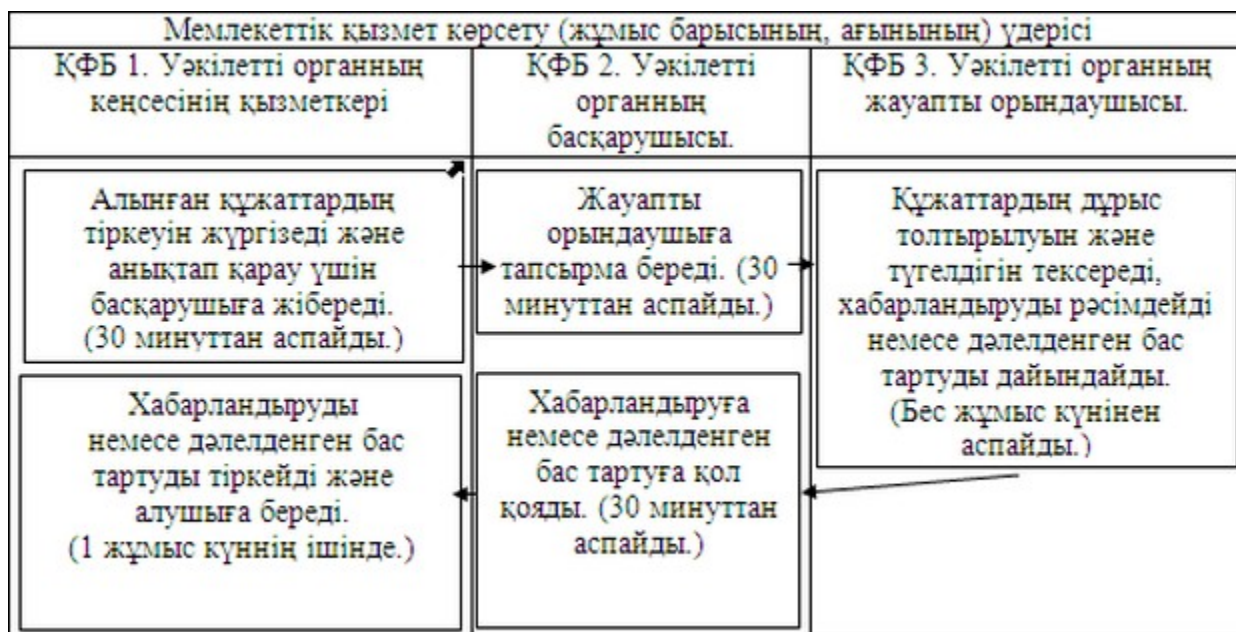 Мемлекеттік қызмет көрсету (жұмыс барысының, ағынының) үдерісі
ҚФБ 1. Уәкілетті органның
кеңсесінің қызметкері
ҚФБ 2. Уәкілетті
органның
басқарушысы.
ҚФБ 3. Уәкілетті органның
жауапты орындаушысы.
Алынған құжаттардың
тіркеуін жүргізеді және
анықтап қарау үшін
басқарушыға жібереді.
(30 минуттан аспайды.)
Жауапты
орындаушыға
тапсырма береді. (30
минуттан аспайды.)
Құжаттардың дұрыс
толтырылуын және
түгелдігін тексереді,
хабарландыруды рәсімдейді
немесе дәлелденген бас
тартуды дайындайды.
(Бес жұмыс күнінен
аспайды.)
Хабарландыруды
немесе дәлелденген бас
тартуды тіркейді және
алушыға береді.
(1 жұмыс күннің ішінде.)
Хабарландыруға
немесе дәлелденген
бас тартуға қол
қояды. (30 минуттан
аспайды.)